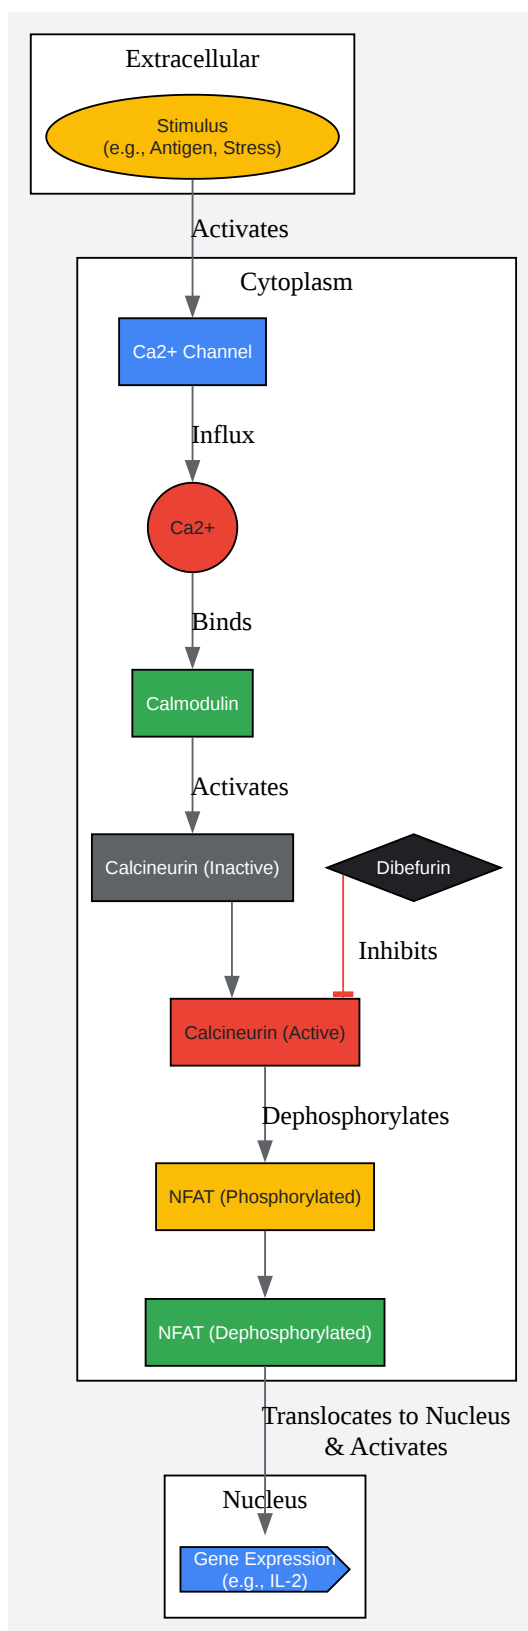 Extracellular
Stimulus
(e.g., Antigen, Stress)
Activates
Cytoplasm
Ca2+ Channel
Influx
Ca2+
Binds
Calmodulin
Activates
Calcineurin (Inactive)
Dibefurin
Inhibits
Calcineurin (Active)
Dephosphorylates
NFAT (Phosphorylated)
NFAT (Dephosphorylated)
Translocates to Nucleus
& Activates
Nucleus
Gene Expression
(e.g., IL-2)